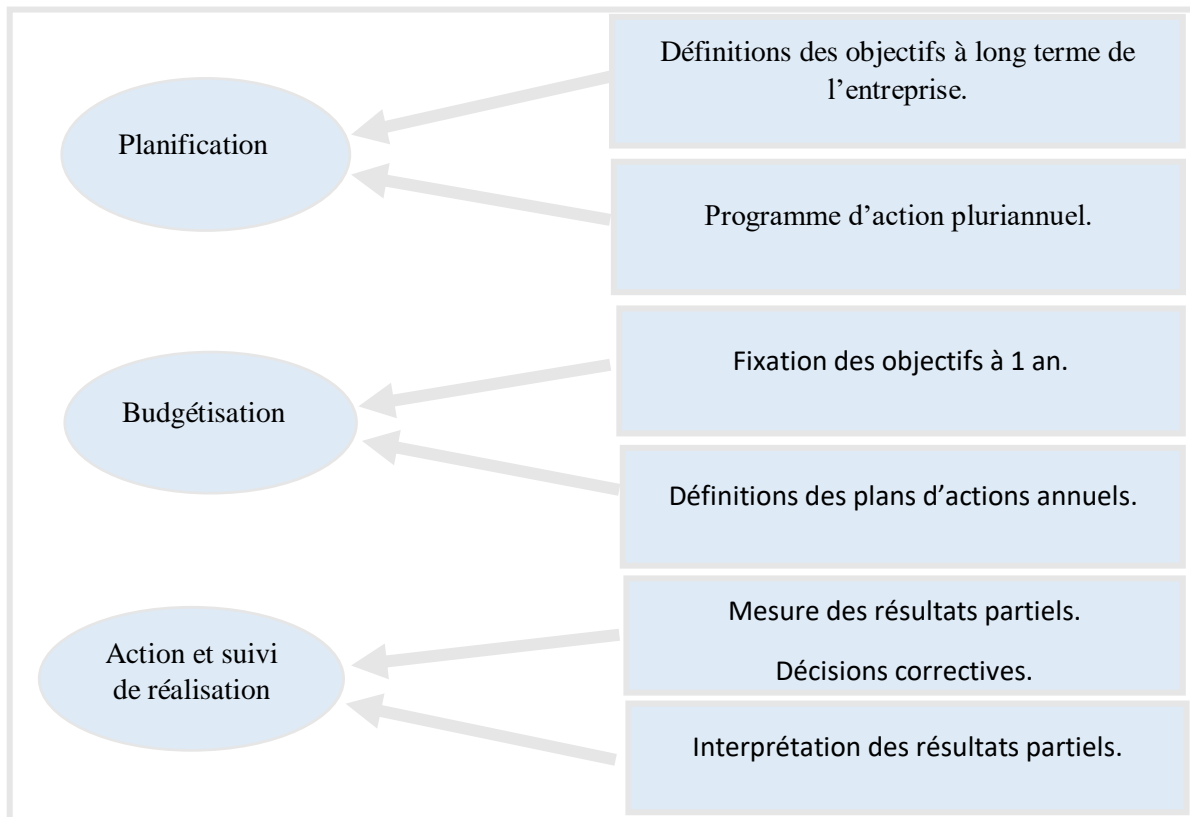 Définitions des objectifs à long terme de
l’entreprise.
Planification
Programme d’action pluriannuel.
Fixation des objectifs à 1 an.
Budgétisation
Définitions des plans d’actions annuels.
Mesure des résultats partiels.
Décisions correctives.
Action et suivi
de réalisation
Interprétation des résultats partiels.